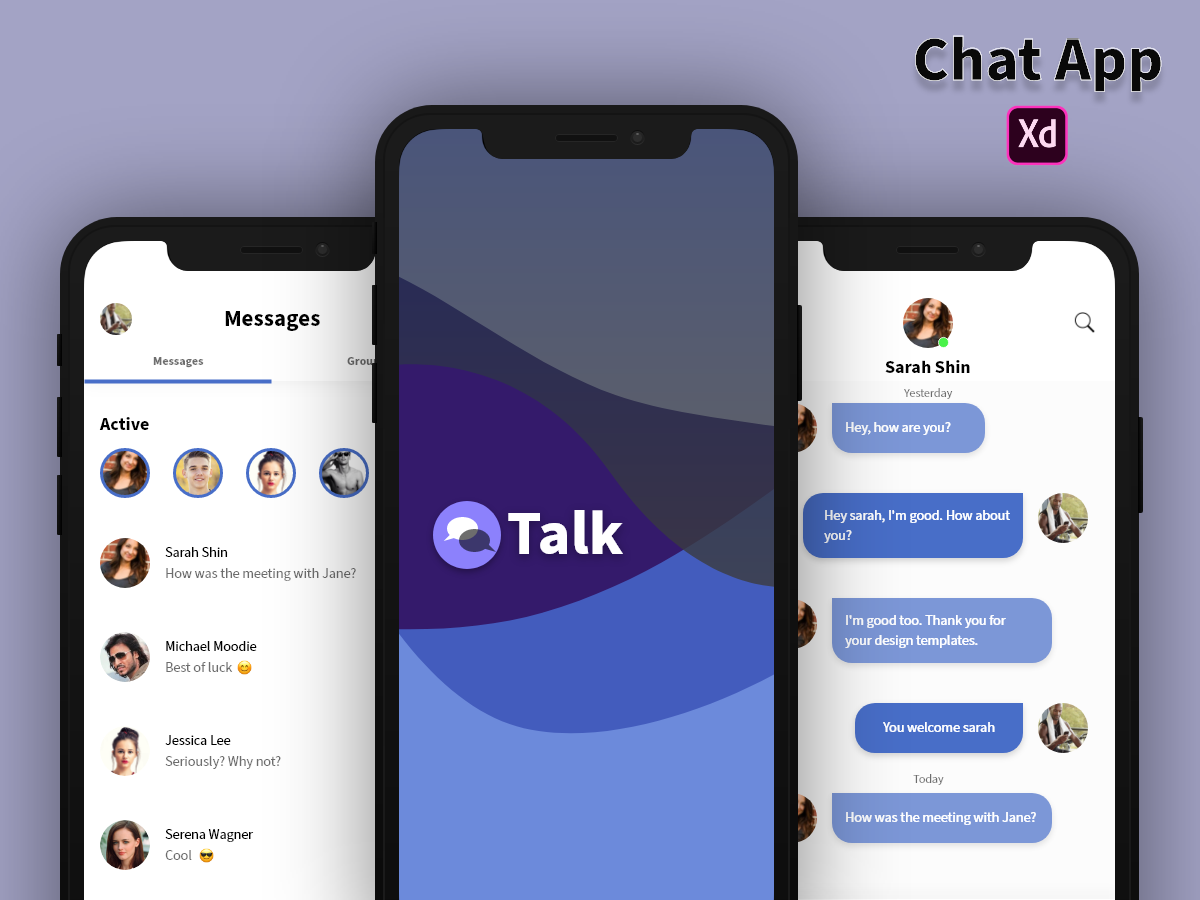 Chat App
Xd
Messages
Messages
Grou
Active
Sarah Shin
How was the meeting with Jane?
Michael Moodie
Best of luck 😊
Jessica Lee
Seriously? Why not?
Serena Wagner
Cool 😎
Talk
Sarah Shin
Yesterday
Hey, how are you?
Hey sarah, I'm good. How about
you?
I'm good too. Thank you for
your design templates.
You welcome sarah
Today
How was the meeting with Jane?